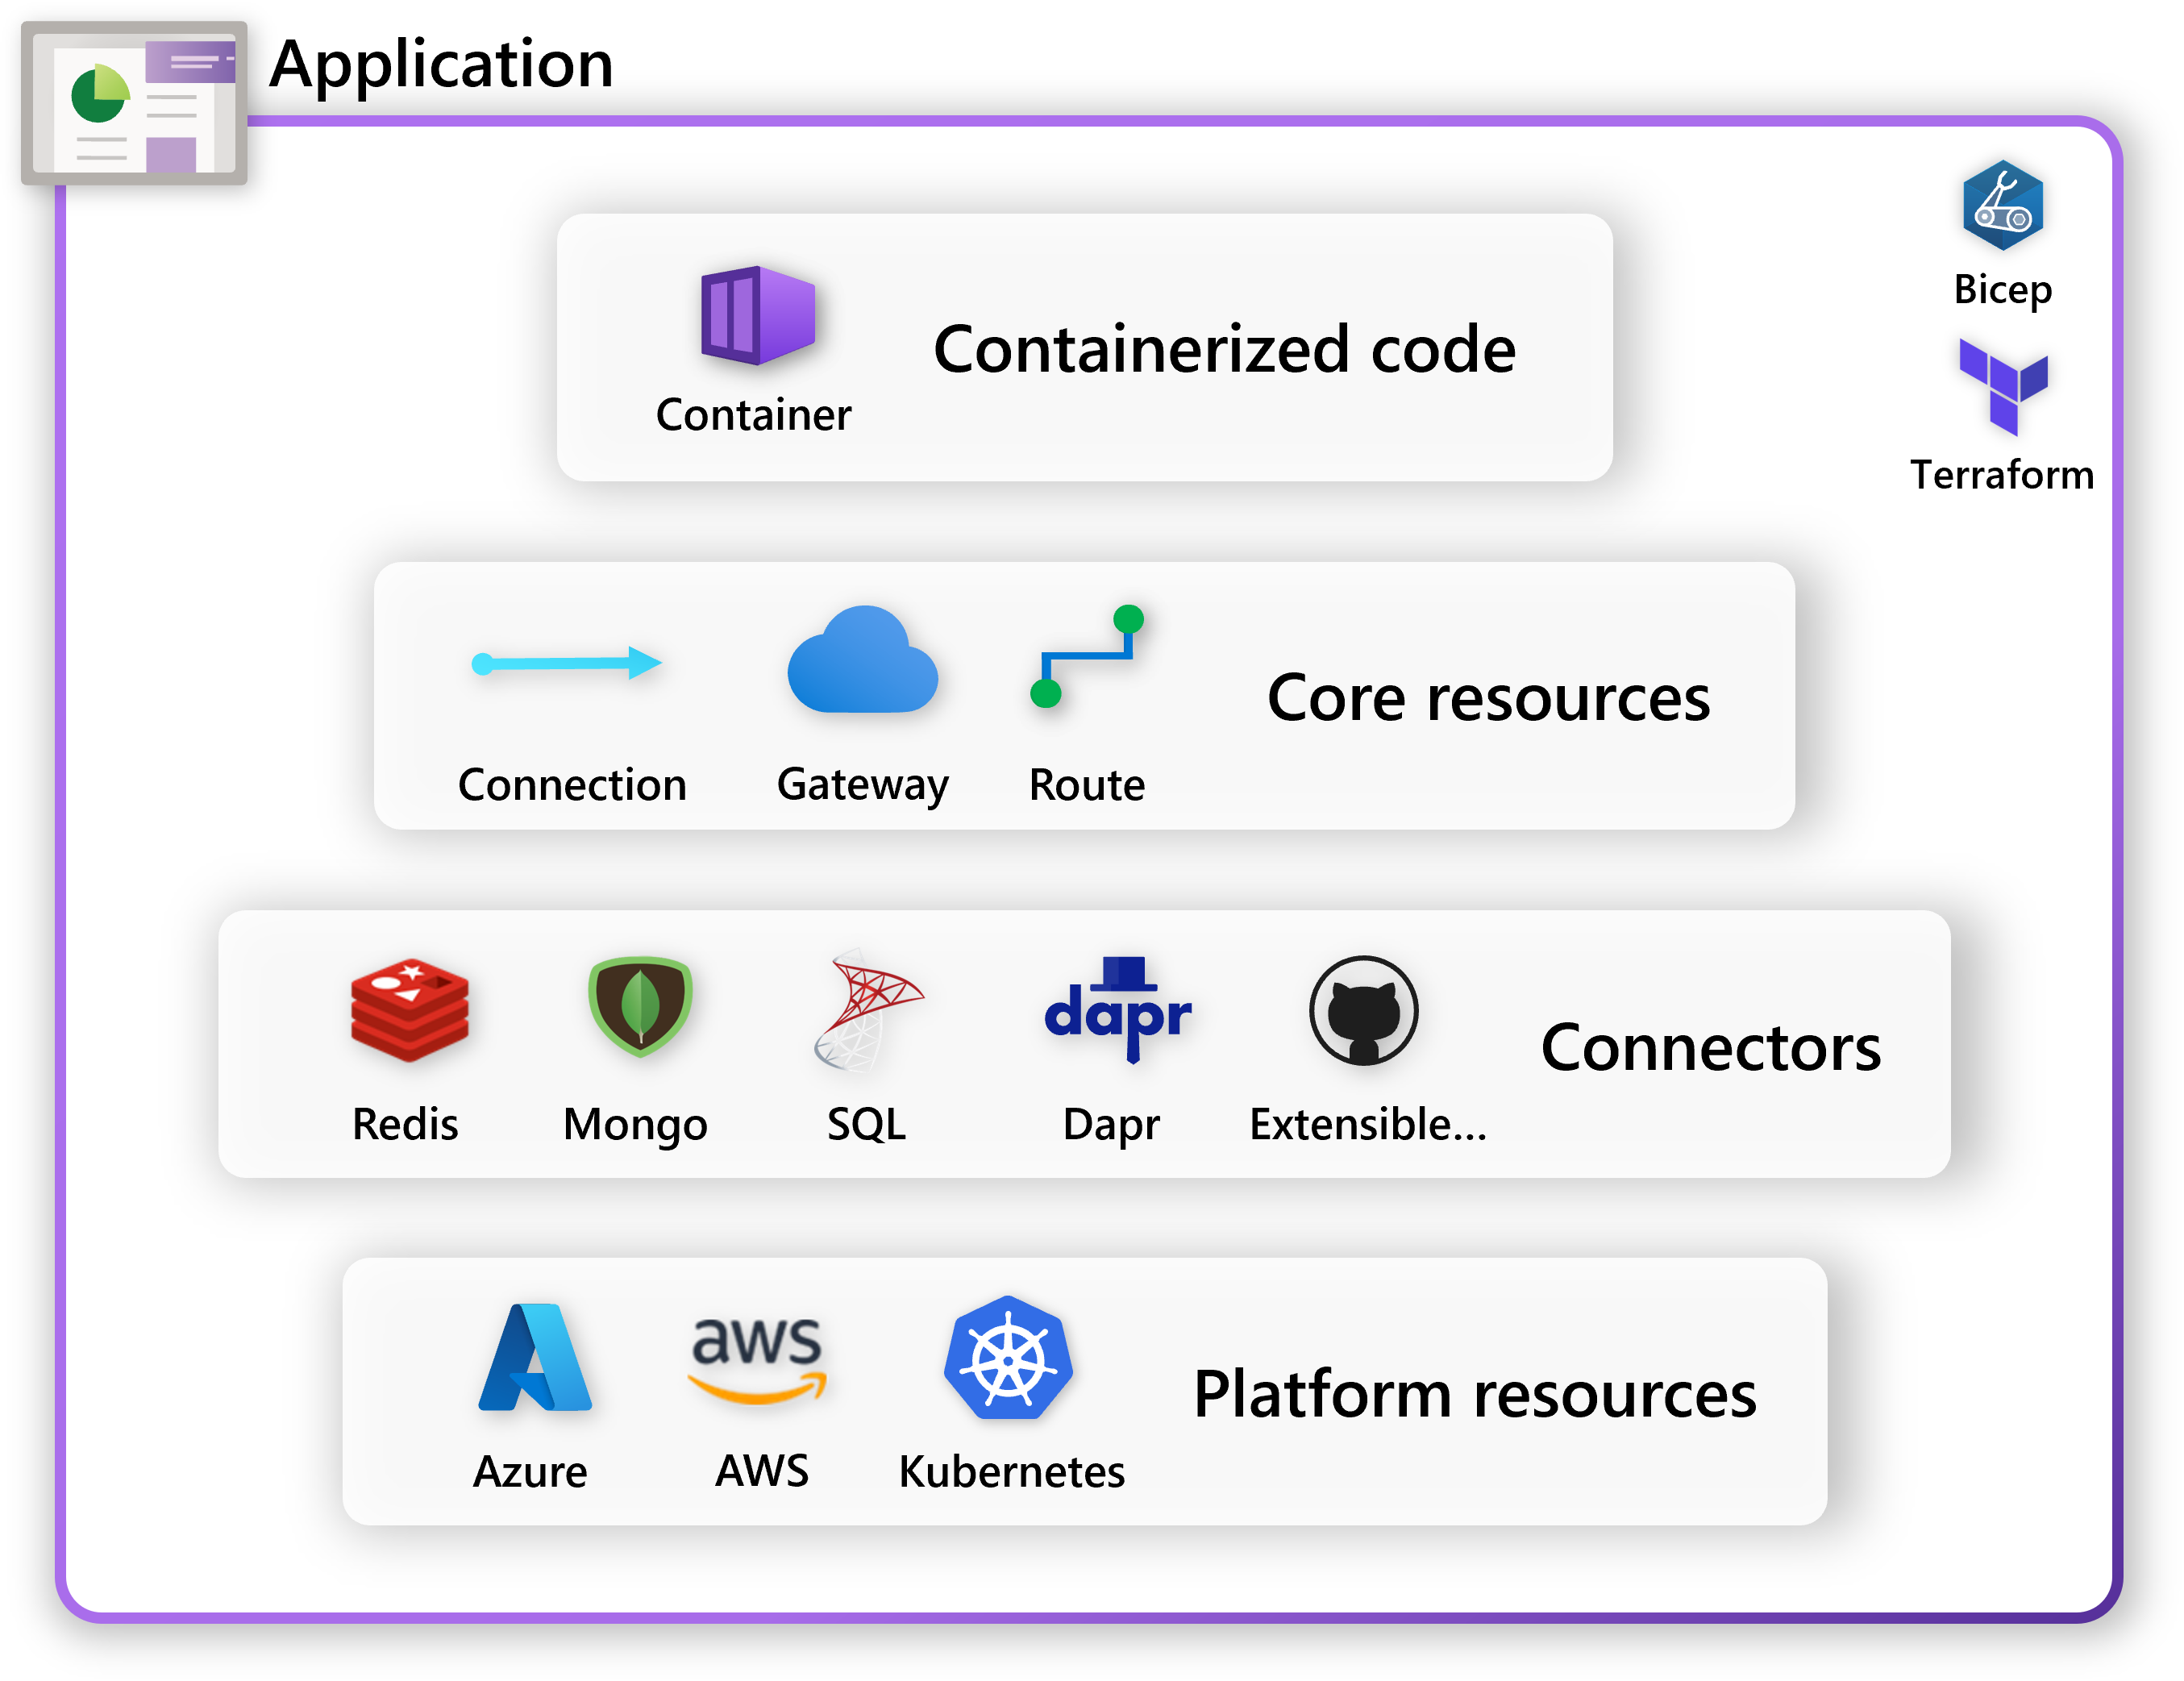 Application
Bicep
Terraform
Container
Containerized code
Connection
Gateway
Route
Core resources
dapr
Redis
Mongo
SQL
Dapr
Extensible...
Connectors
aws
Azure
AWS
Kubernetes
Platform resources